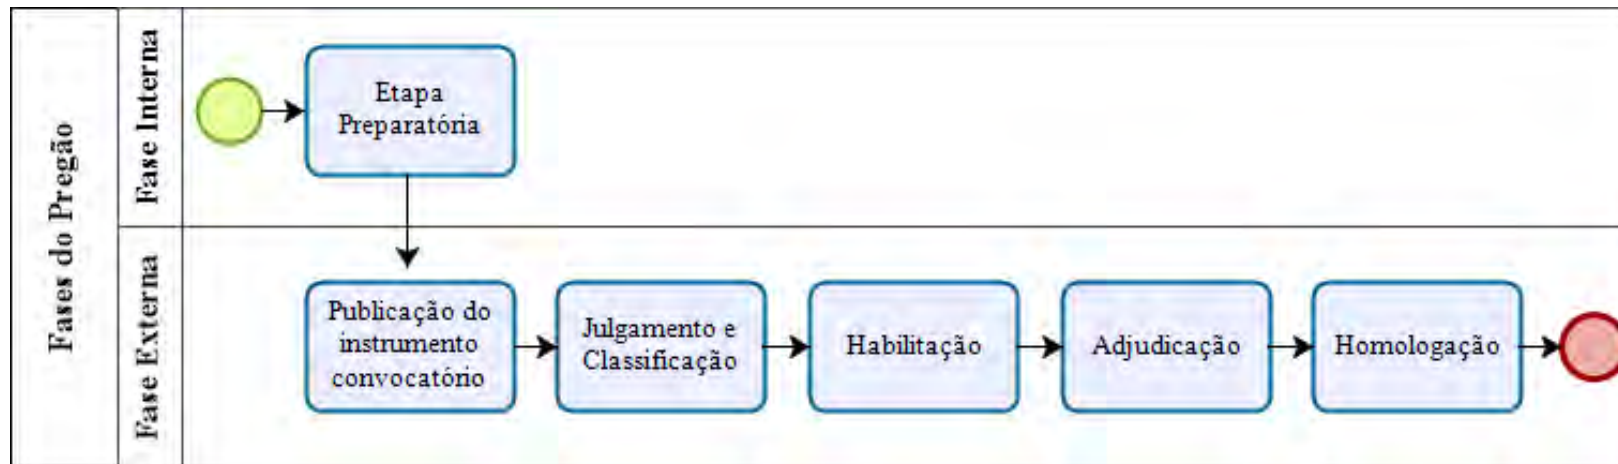 Fases do Pregão
Fase Interna
Etapa
Preparatória
Fase Externa
Publicação do
instrumento
convocatório
Julgamento e
Classificação
Habilitação
Adjudicação
Homologação